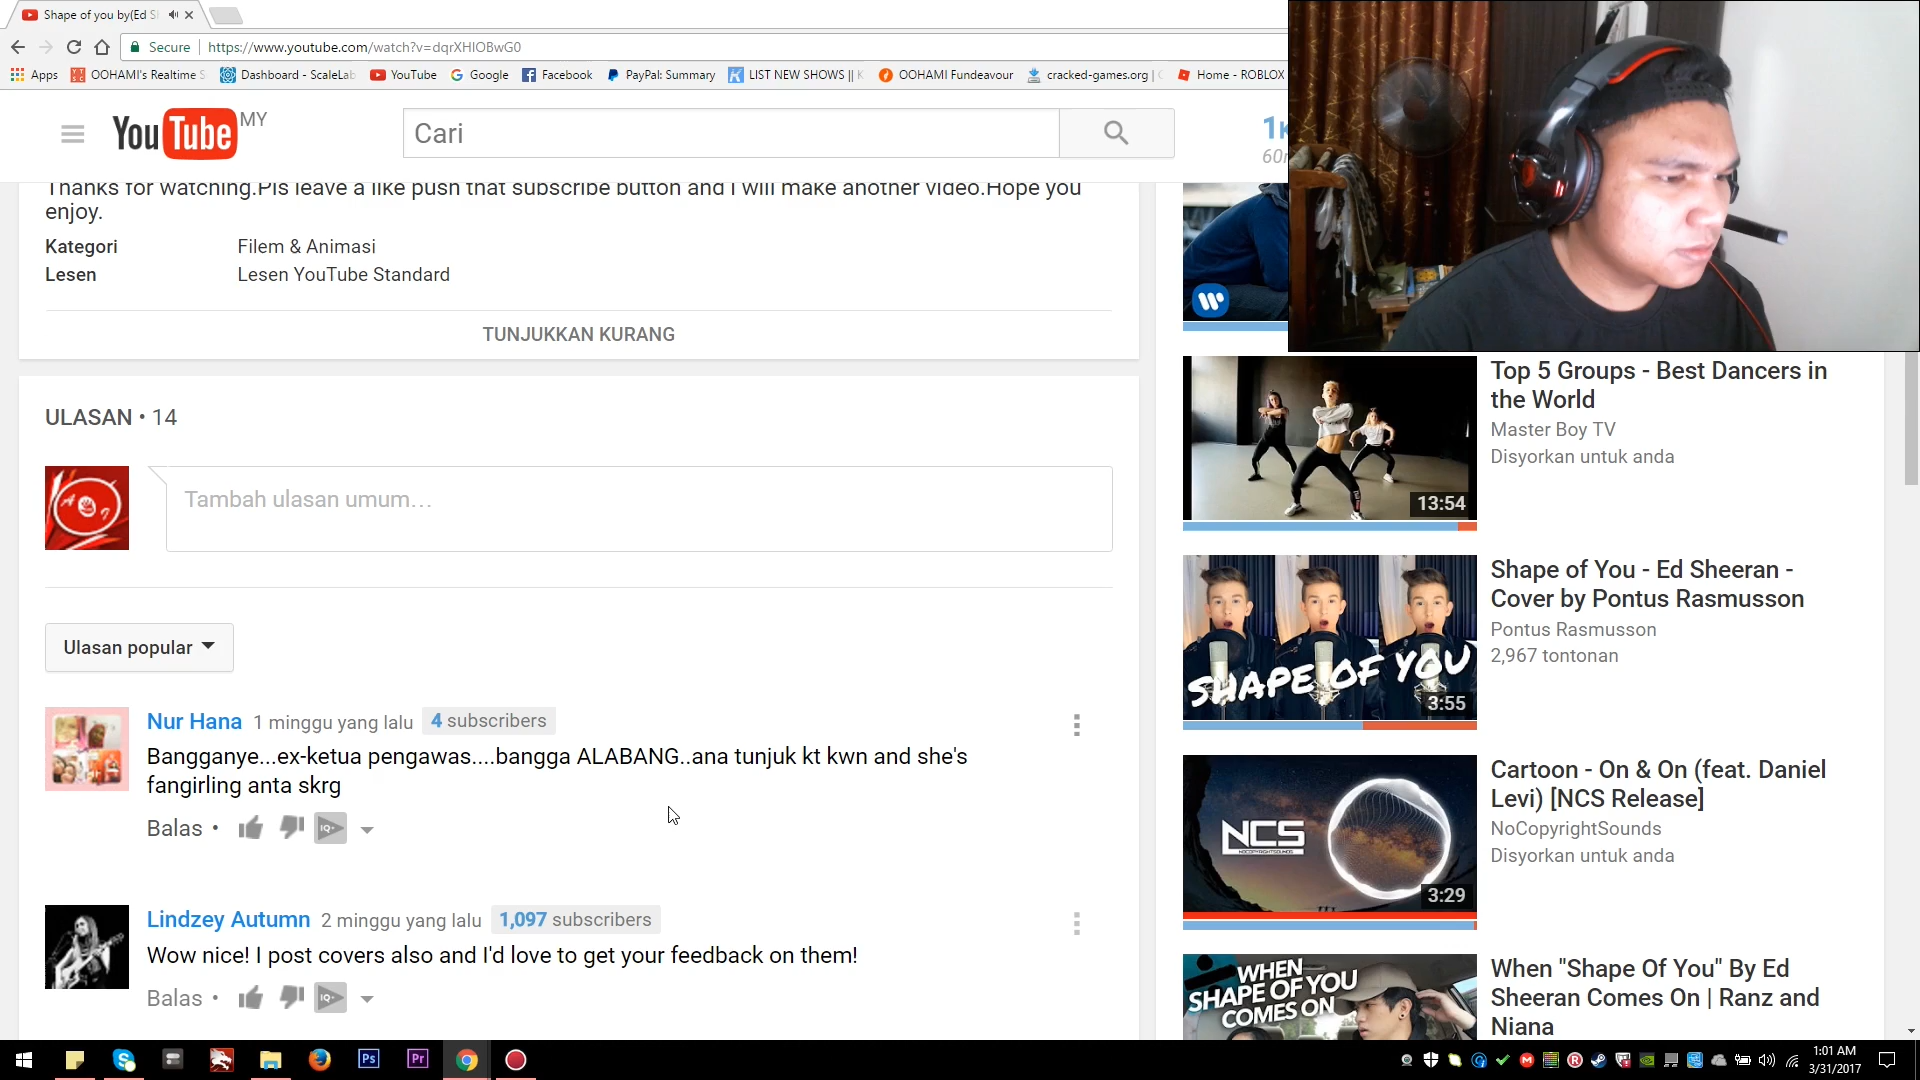 Shape of you by(Ed S
Secure
https://www.youtube.com/watch?v=dqrXHIOBwG0
Apps
OOHAMI's Realtime S
Dashboard - ScaleLab
YouTube
Google
Facebook
PayPal: Summary
LIST NEW SHOWS ||
OOHAMI Fundeavour
cracked-games.org |
Home - ROBLOX
YouTube MY
Cari
1K
Thanks for watching.Pls leave a like push that subscribe button and I will make another video.Hope you
enjoy.
Kategori Filem & Animasi
Lesen Lesen YouTube Standard
TUNJUKKAN KURANG
ULASAN • 14
Tambah ulasan umum...
Ulasan popular
Nur Hana 1 minggu yang lalu 4 subscribers
Bangganye...ex-ketua pengawas....bangga ALABANG..ana tunjuk kt kwn and she's
fangirling anta skrg
Balas •
IQ+
Lindzey Autumn 2 minggu yang lalu 1,097 subscribers
Wow nice! I post covers also and I'd love to get your feedback on them!
Balas •
IQ+
Top 5 Groups - Best Dancers in
the World
Master Boy TV
Disyorkan untuk anda
13:54
Shape of You - Ed Sheeran -
Cover by Pontus Rasmusson
Pontus Rasmusson
2,967 tontonan
SHAPE OF YOU
3:55
Cartoon - On & On (feat. Daniel
Levi) [NCS Release]
NoCopyrightSounds
Disyorkan untuk anda
NCS
NOCOPYRIGHTSOUNDS
3:29
When "Shape Of You" By Ed
Sheeran Comes On | Ranz and
Niana
WHEN
SHAPE OF YOU
COMES ON
Ps
Pr
1:01 AM
3/31/2017